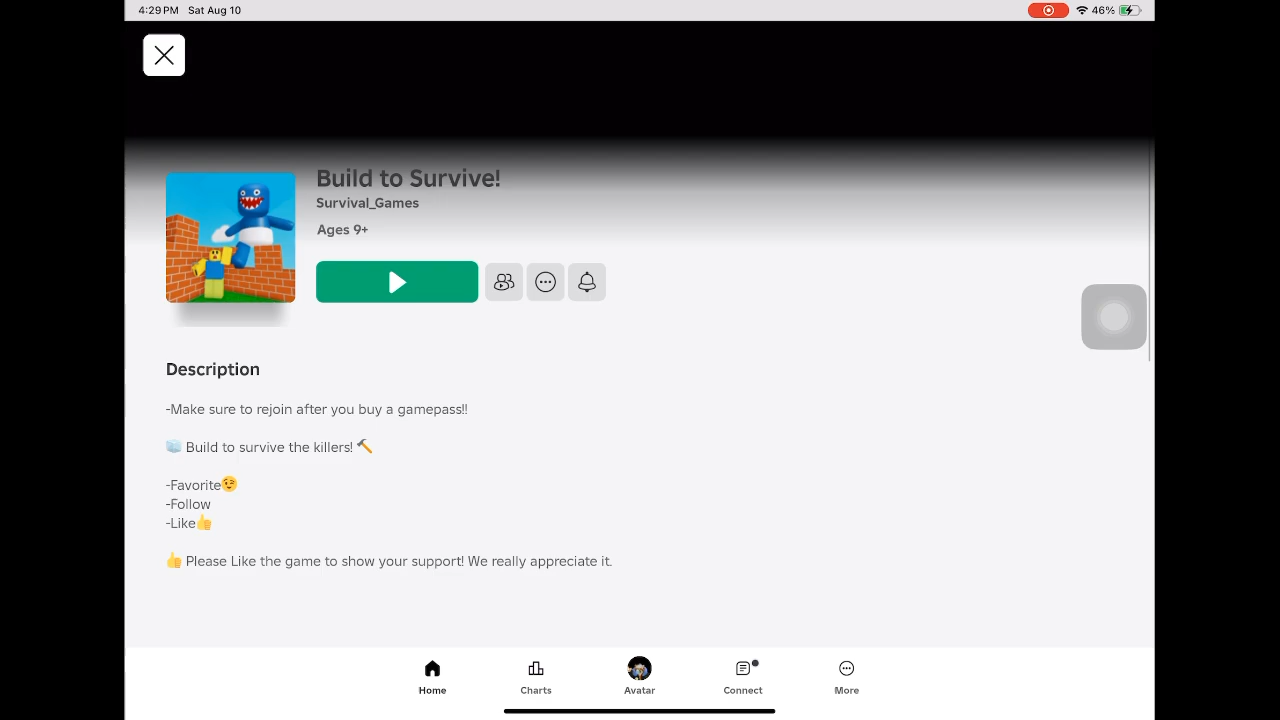 4:29 PM Sat Aug 10
46%
Build to Survive!
Survival_Games
Ages 9+
Description
-Make sure to rejoin after you buy a gamepass!!
🧊 Build to survive the killers! 🔨
-Favorite😉
-Follow
-Like👍
👍 Please Like the game to show your support! We really appreciate it.
Home
Charts
Avatar
Connect
More